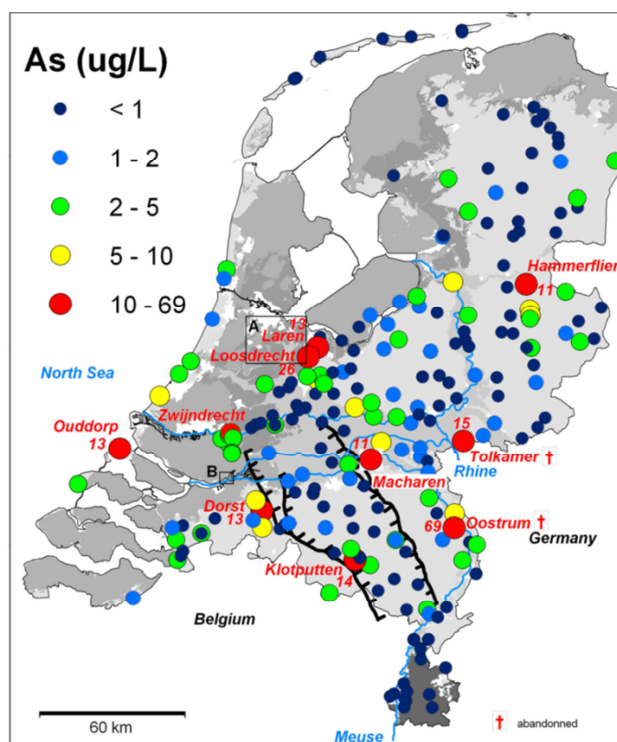 As (ug/L)
< 1
1 - 2
2 - 5
5 - 10
10 - 69
Hammerflier
11
A
13
Laren
Loosdrecht
26
North Sea
Ouddorp
13
Zwijndrecht
15
Tolkamer †
Rhine
11
Macharen
B
Dorst
13
69 Oostrum †
Germany
Klotputten
14
Belgium
60 km
Meuse
† abandonned